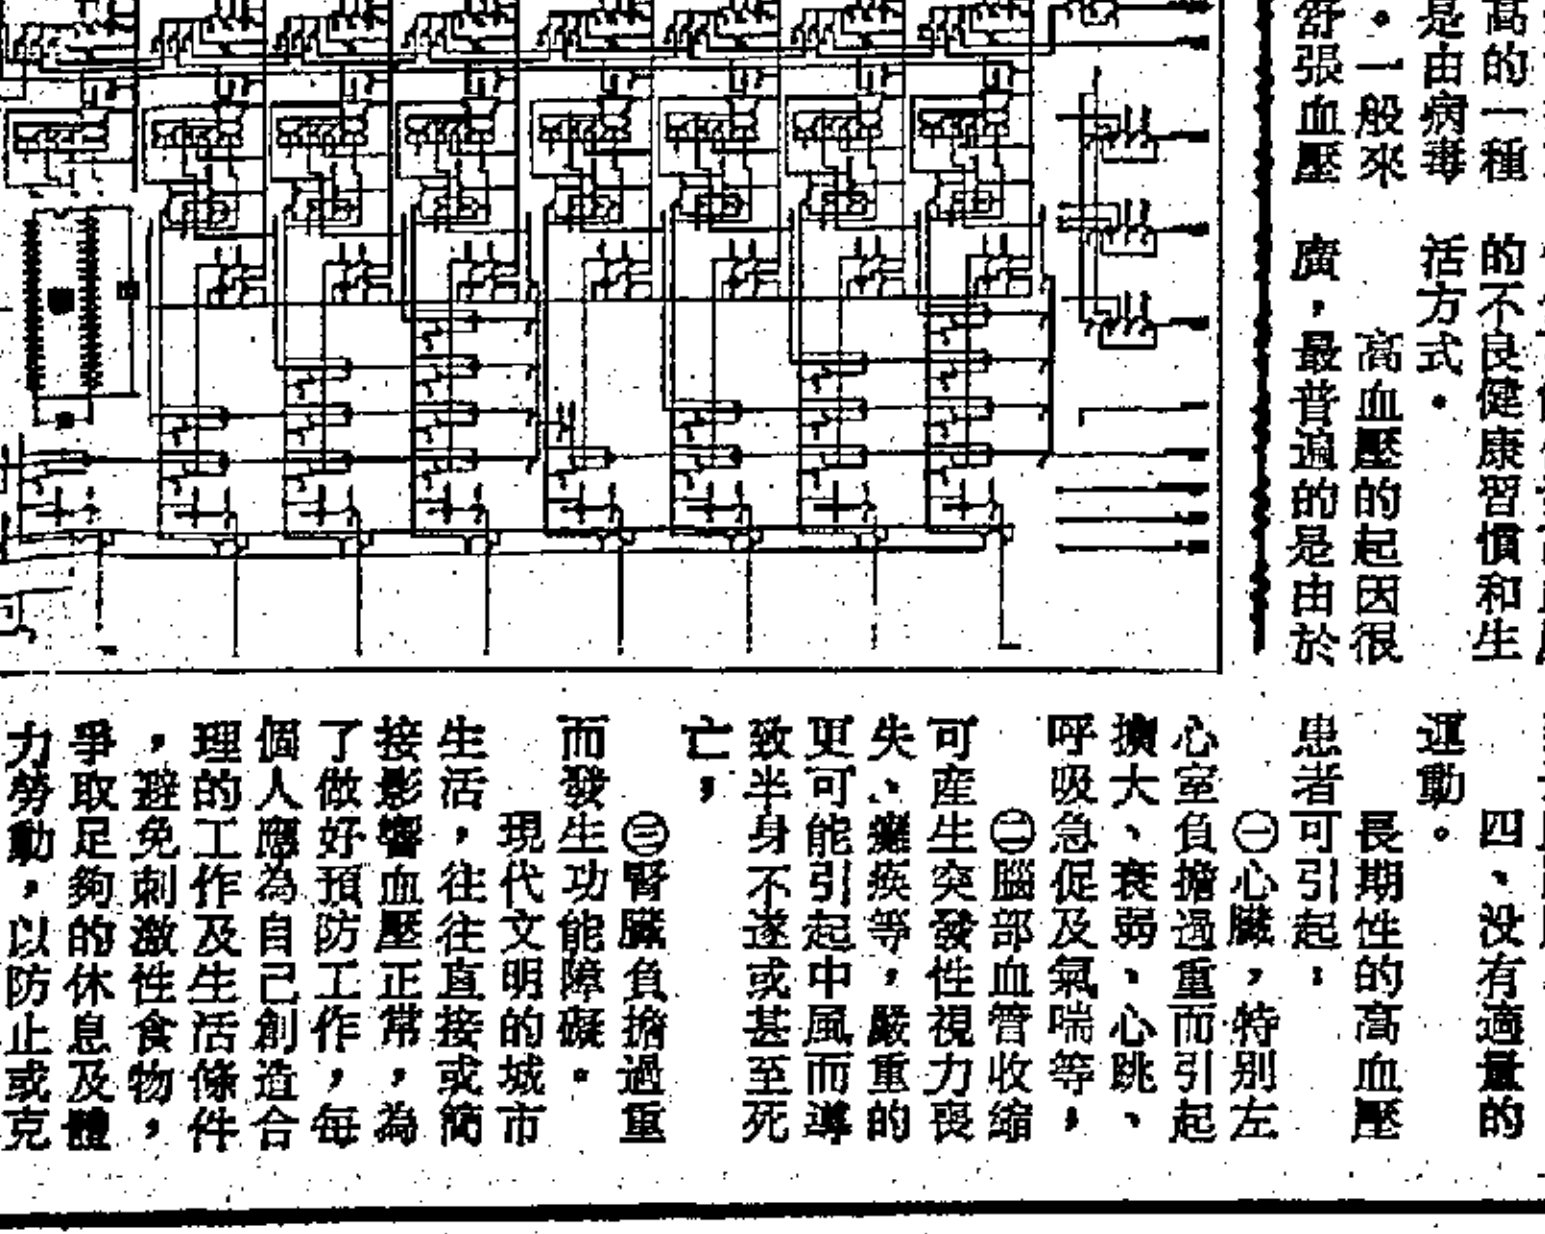 高的一種
是由病毒
。一般來
舒張血壓
的不良健康習慣和生
活方式。
高血壓的起因很
廣，最普遍的是由於
四、没有適量的
運動。
長期性的高血壓
患者可引起：
㊀心臟，特别左
心室負擔過重而引起
擴大、衰弱、心跳、
呼吸急促及氣喘等，
㊁腦部血管收缩
可産生突發性視力喪
失、癱瘓等，嚴重的
更可能引起中風而導
致半身不遂或甚至死
亡，
㊂腎臟負擔過重
而發生功能障礙。
現代文明的城市
生活，往往直接或簡
接影響血壓正常，為
了做好預防工作，每
個人應為自己創造合
理的工作及生活條件
，避免刺激性食物，
爭取足夠的休息及體
力勞動，以防止或克